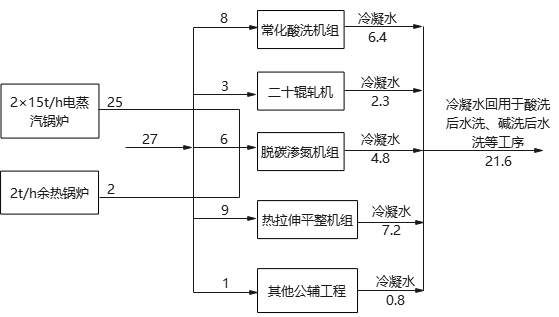 8
常化酸洗机组
冷凝水
6.4
3
二十辊轧机
冷凝水
2.3
2×15t/h电蒸
汽锅炉
25
27
6
脱碳渗氮机组
冷凝水
4.8
冷凝水回用于酸洗
后水洗、碱洗后水
洗等工序
21.6
2t/h余热锅炉
2
9
热拉伸平整机组
冷凝水
7.2
1
其他公辅工程
冷凝水
0.8